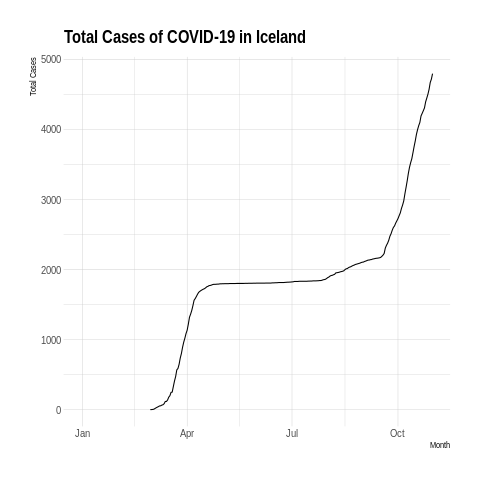 Total Cases of COVID-19 in Iceland
Total Cases
5000
4000
3000
2000
1000
0
Jan Apr Jul Oct
Month